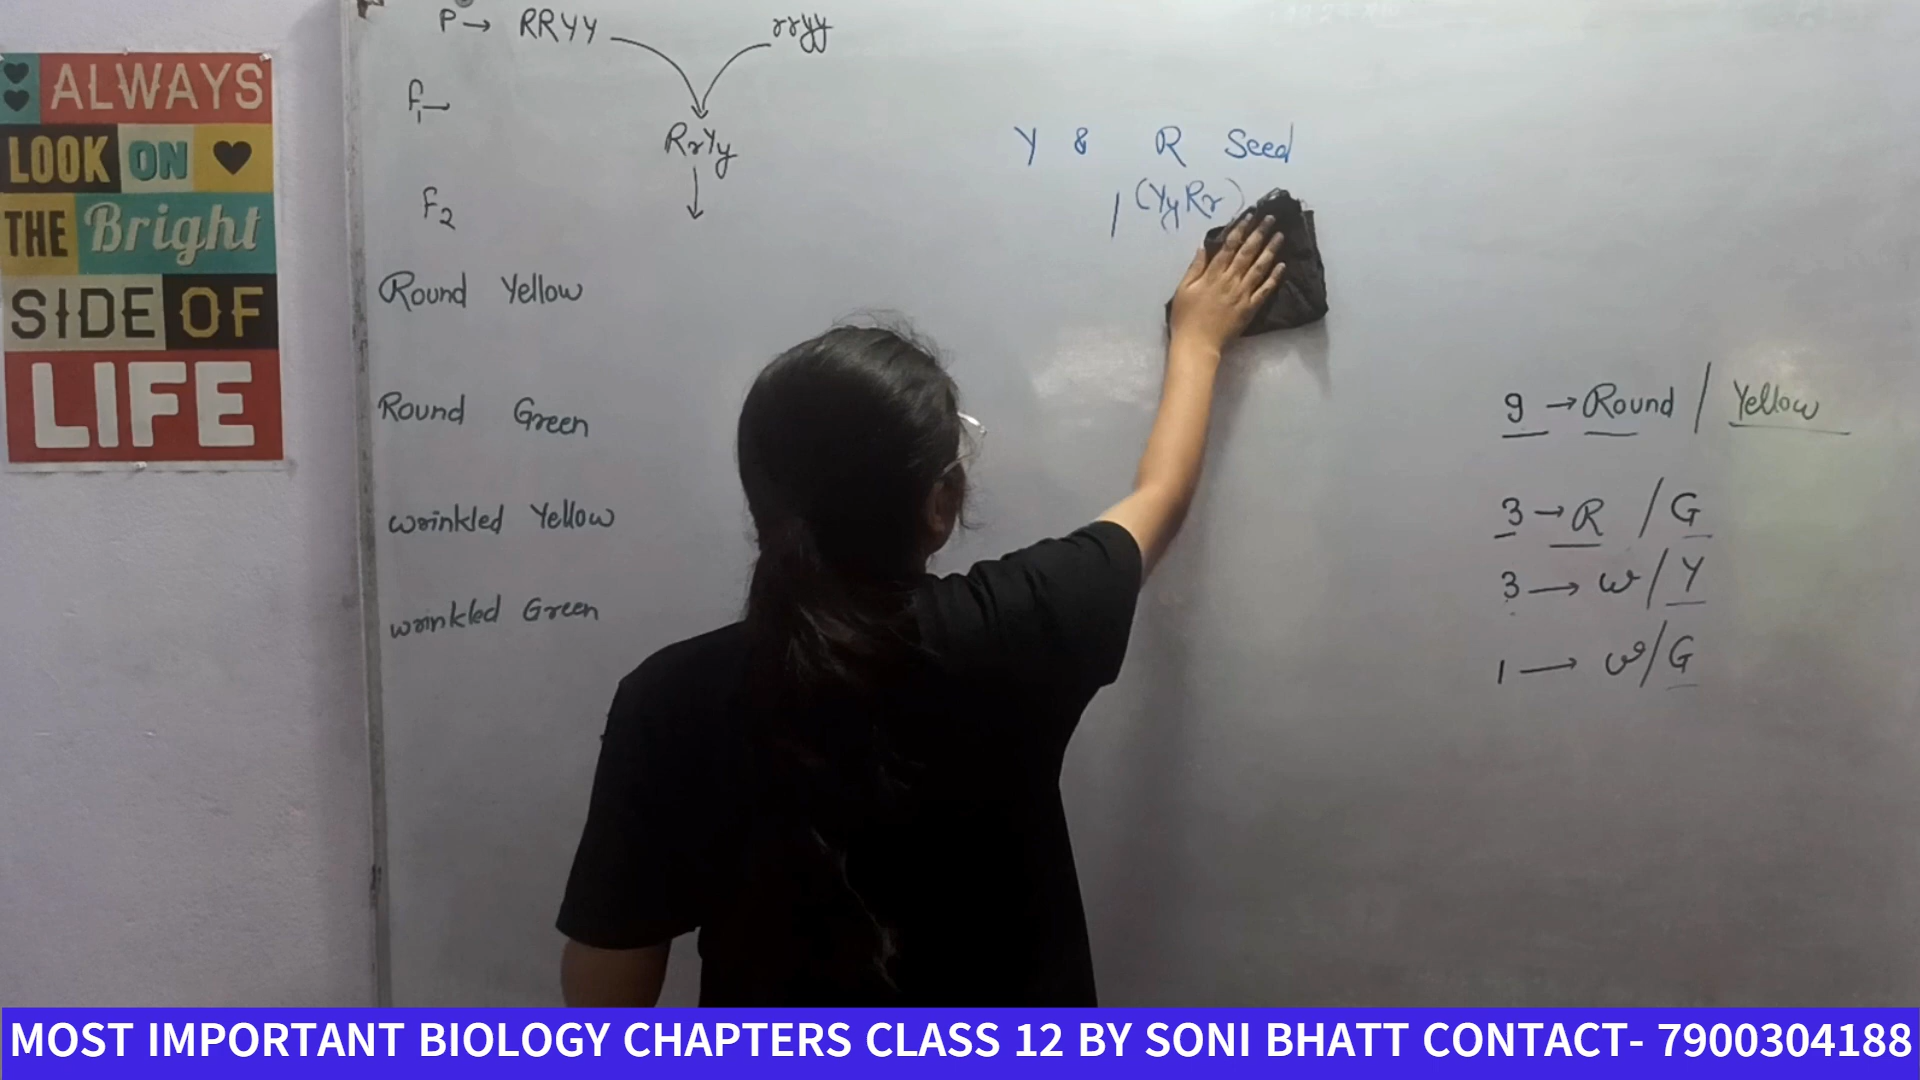 ALWAYS
LOOK ON
THE Bright
SIDE OF
LIFE
P → RRYY rryy
F1 →
RrYy
F2
Round Yellow
Round Green
wrinkled Yellow
wrinkled Green
Y & R Seed
(YyRr)
9 → Round / Yellow
3 → R / G
3 → w / Y
1 → w / G
MOST IMPORTANT BIOLOGY CHAPTERS CLASS 12 BY SONI BHATT CONTACT- 7900304188